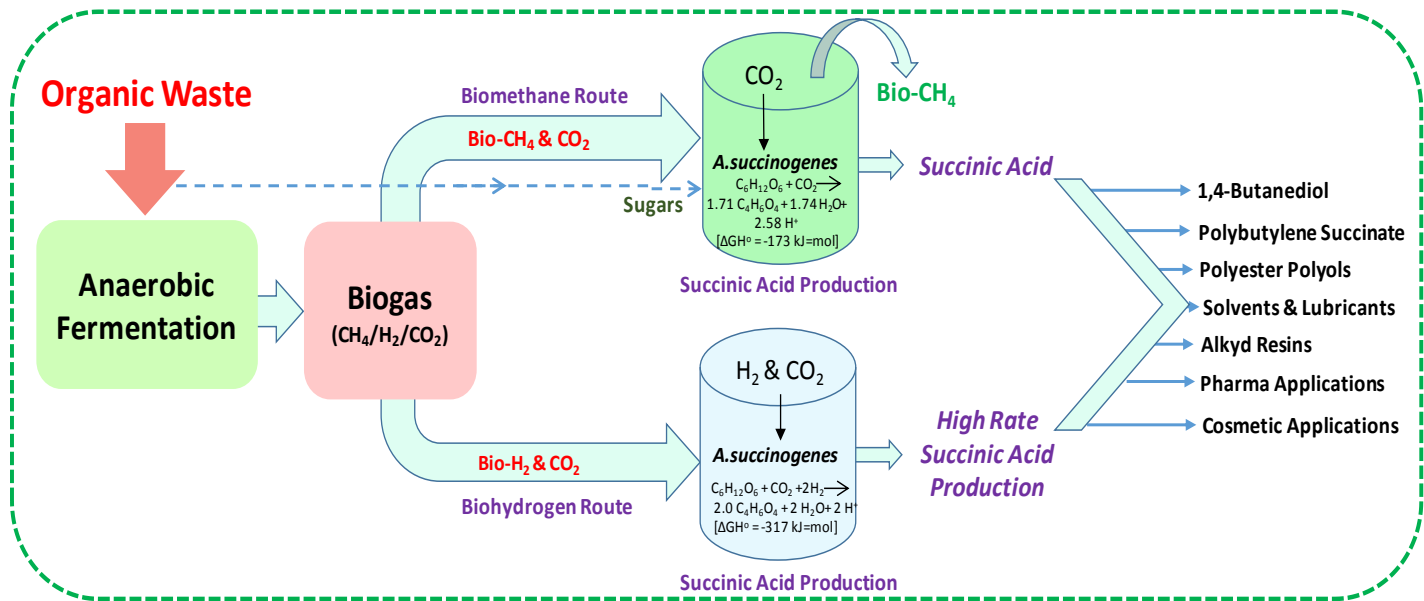 Organic Waste
Anaerobic
Fermentation
Biogas
(CH₄/H₂/CO₂)
Biomethane Route
Bio-CH₄ & CO₂
Sugars
CO₂
A.succinogenes
C₆H₁₂O₆ + CO₂→
1.71 C₄H₆O₄ + 1.74 H₂O+
2.58 H⁺
[ΔGHᵒ = -173 kJ=mol]
Succinic Acid Production
Bio-CH₄
Succinic Acid
Bio-H₂ & CO₂
Biohydrogen Route
H₂ & CO₂
A.succinogenes
C₆H₁₂O₆ + CO₂ +2H₂→
2.0 C₄H₆O₄ + 2 H₂O+ 2 H⁺
[ΔGHᵒ = -317 kJ=mol]
Succinic Acid Production
High Rate
Succinic Acid
Production
1,4-Butanediol
Polybutylene Succinate
Polyester Polyols
Solvents & Lubricants
Alkyd Resins
Pharma Applications
Cosmetic Applications